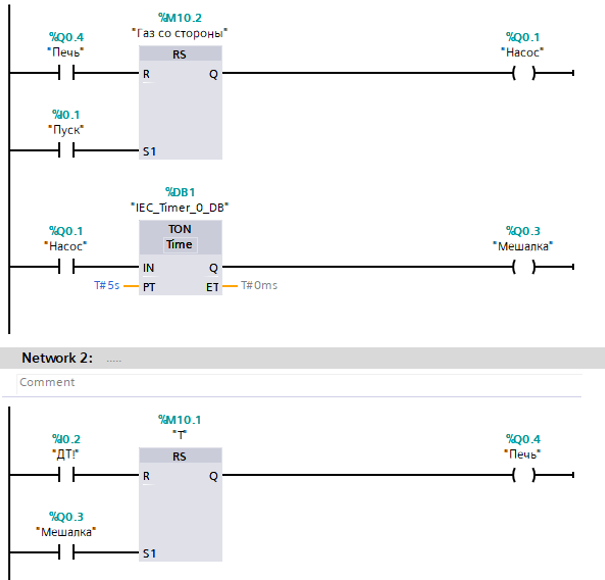 %M10.2
%Q0.4 "Газ со стороны" %Q0.1
"Печь" RS "Насос"
R Q
%I0.1
"Пуск"
S1
%DB1
"IEC_Timer_0_DB"
%Q0.1 TON %Q0.3
"Насос" Time "Мешалка"
IN Q
T#5s PT ET T#0ms
Network 2: .....
Comment
%M10.1
%I0.2 "T" %Q0.4
"ДТ!" RS "Печь"
R Q
%Q0.3
"Мешалка"
S1